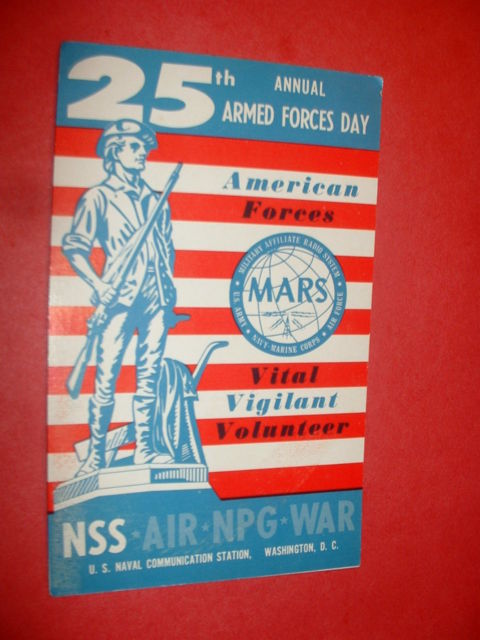 25th ANNUAL
ARMED FORCES DAY
American
Forces
MILITARY AFFILIATE RADIO SYSTEM
MARS
U.S. ARMY NAVY-MARINE CORPS AIR FORCE
Vital
Vigilant
Volunteer
NSS★AIR★NPG★WAR
U. S. NAVAL COMMUNICATION STATION, WASHINGTON, D. C.